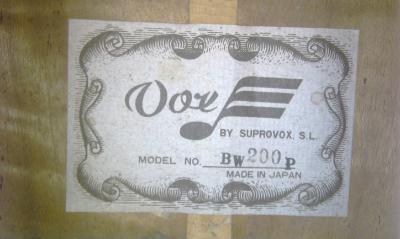 Vox
BY SUPROVOX, S.L.
MODEL NO. BW200P
MADE IN JAPAN